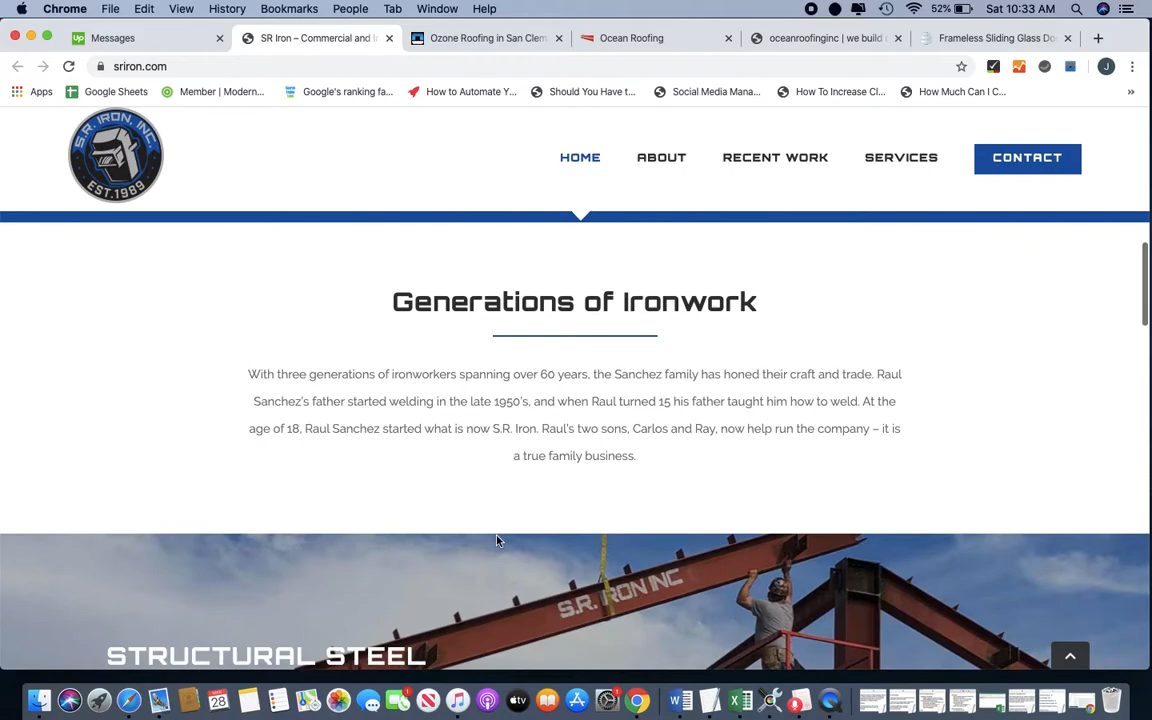 Chrome File Edit View History Bookmarks People Tab Window Help 52% Sat 10:33 AM
Messages SR Iron – Commercial and I Ozone Roofing in San Clem Ocean Roofing oceanroofinginc | we build Frameless Sliding Glass Do
sriron.com J
Apps Google Sheets Member | Modern... Google's ranking fa... How to Automate Y... Should You Have t... Social Media Mana... How To Increase Cl... How Much Can I C... »
S.R. IRON, INC.
EST.1989
HOME ABOUT RECENT WORK SERVICES CONTACT
Generations of Ironwork
With three generations of ironworkers spanning over 60 years, the Sanchez family has honed their craft and trade. Raul
Sanchez's father started welding in the late 1950's, and when Raul turned 15 his father taught him how to weld. At the
age of 18, Raul Sanchez started what is now S.R. Iron. Raul's two sons, Carlos and Ray, now help run the company – it is
a true family business.
S.R. IRON INC
STRUCTURAL STEEL